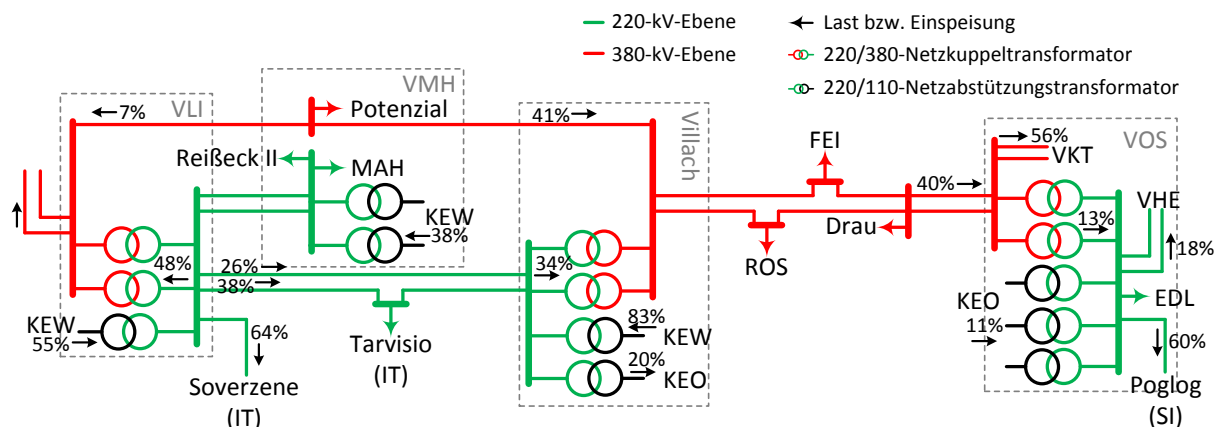 220-kV-Ebene
380-kV-Ebene
Last bzw. Einspeisung
220/380-Netzkuppeltransformator
220/110-Netzabstützungstransformator
VLI
VMH
Villach
VOS
7%
Potenzial
41%
Reißeck II
MAH
KEW
38%
48%
26%
38%
KEW
55%
64%
Soverzene
(IT)
Tarvisio
(IT)
34%
83%
KEW
20%
KEO
FEI
ROS
Drau
40%
56%
VKT
13%
VHE
18%
KEO
11%
EDL
60%
Poglog
(SI)